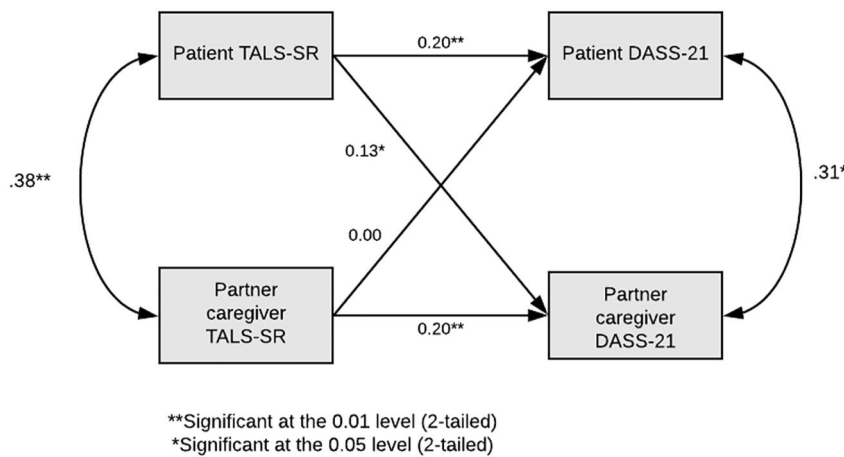 Patient TALS-SR
0.20**
Patient DASS-21
.38**
0.13*
.31*
0.00
Partner
caregiver
TALS-SR
0.20**
Partner
caregiver
DASS-21
**Significant at the 0.01 level (2-tailed)
*Significant at the 0.05 level (2-tailed)